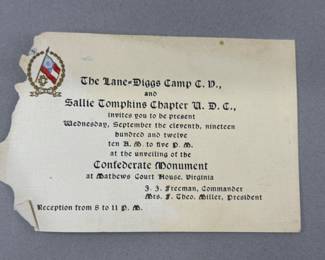 The Lane-Diggs Camp C. V.,
and
Sallie Tompkins Chapter U. D. C.,
invites you to be present
Wednesday, September the eleventh, nineteen
hundred and twelve
ten A. M. to five P. M.
at the unveiling of the
Confederate Monument
at Mathews Court House, Virginia
J. J. Freeman, Commander
Mrs. F. Theo. Miller, President
Reception from 8 to 11 P. M.